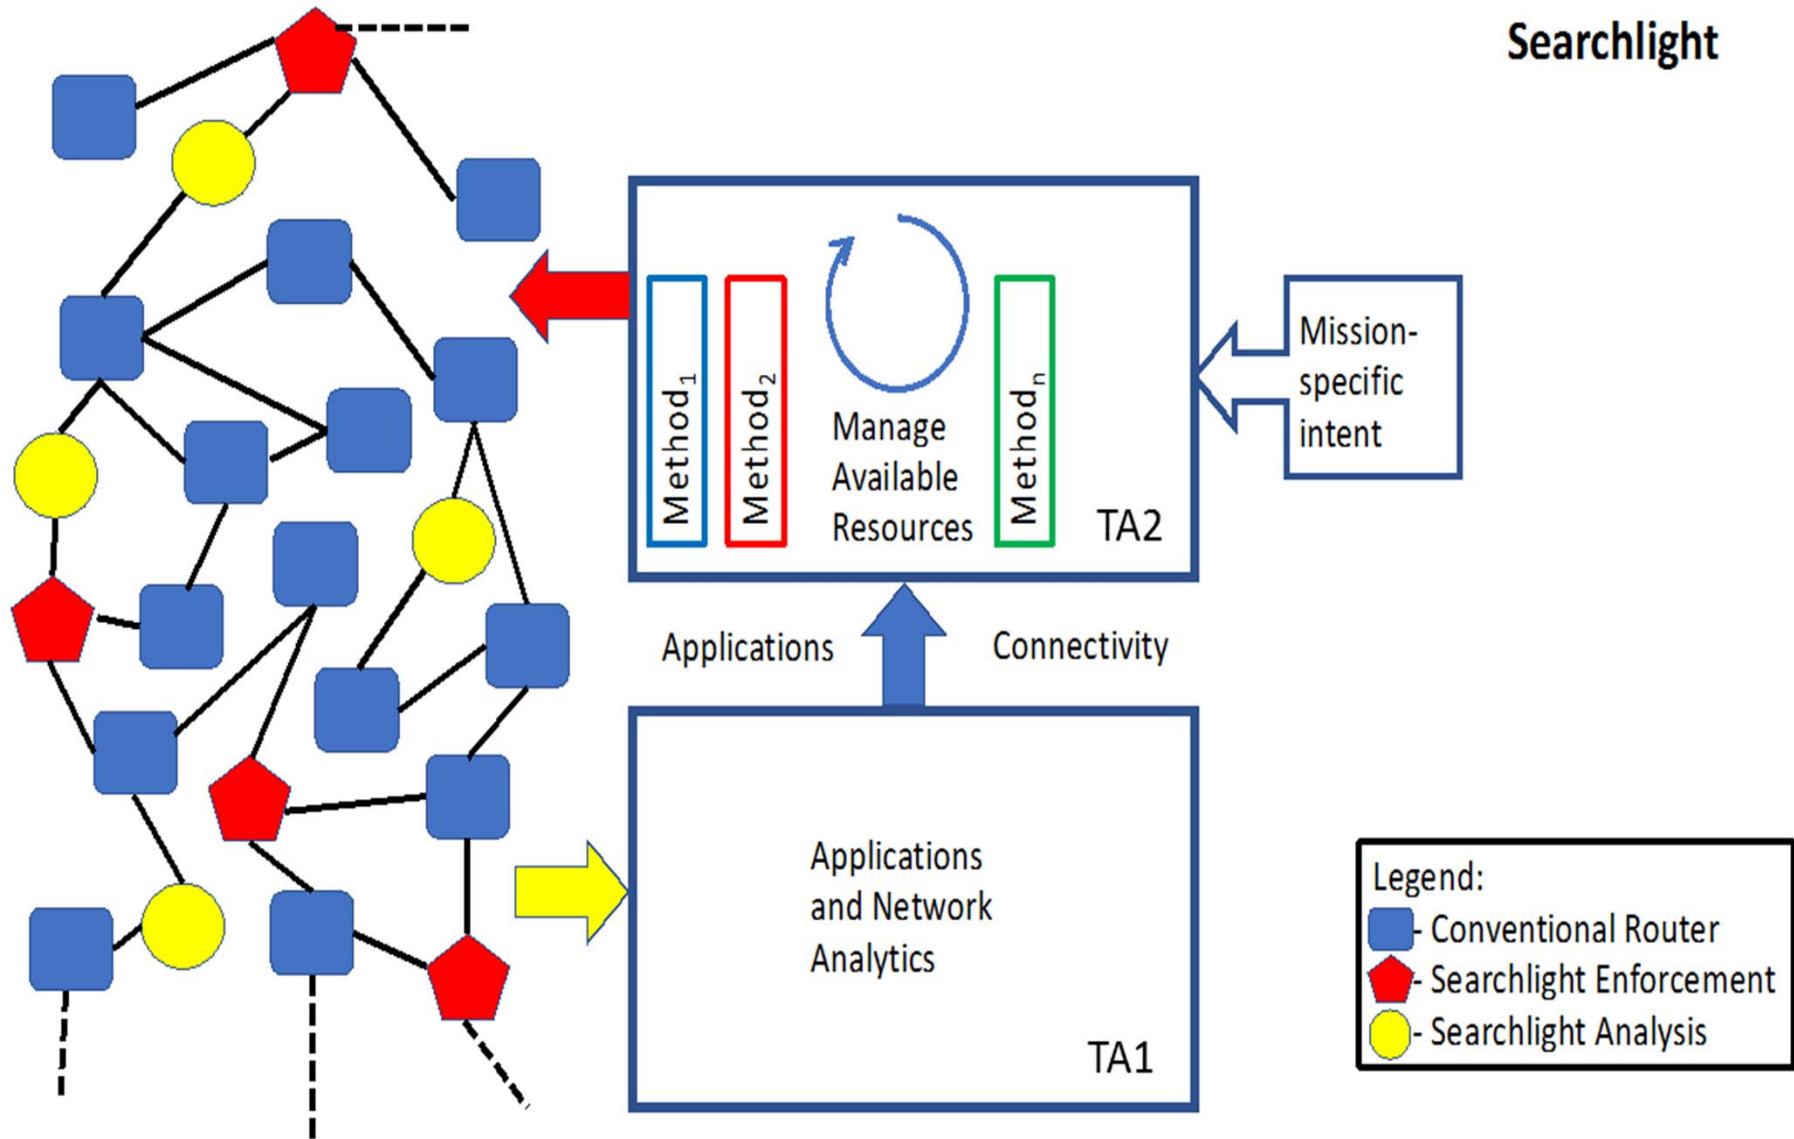 Searchlight
Method1
Method2
Manage
Available
Resources
Methodn
TA2
Mission-
specific
intent
Applications
Connectivity
Applications
and Network
Analytics
TA1
Legend:
- Conventional Router
- Searchlight Enforcement
- Searchlight Analysis